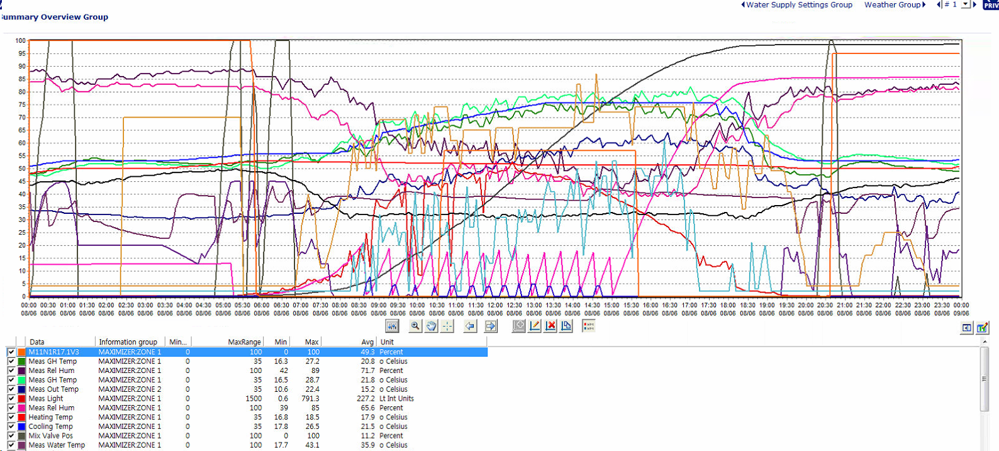 Water Supply Settings Group Weather Group # 1 PRIV
Summary Overview Group
100
95
90
85
80
75
70
65
60
55
50
45
40
35
30
25
20
15
10
5
0
00:00 00:30 01:00 01:30 02:00 02:30 03:00 03:30 04:00 04:30 05:00 05:30 06:00 06:30 07:00 07:30 08:00 08:30 09:00 09:30 10:00 10:30 11:00 11:30 12:00 12:30 13:00 13:30 14:00 14:30 15:00 15:30 16:00 16:30 17:00 17:30 18:00 18:30 19:00 19:30 20:00 20:30 21:00 21:30 22:00 22:30 23:00 23:30 00:00
08/06 08/06 08/06 08/06 08/06 08/06 08/06 08/06 08/06 08/06 08/06 08/06 08/06 08/06 08/06 08/06 08/06 08/06 08/06 08/06 08/06 08/06 08/06 08/06 08/06 08/06 08/06 08/06 08/06 08/06 08/06 08/06 08/06 08/06 08/06 08/06 08/06 08/06 08/06 08/06 08/06 08/06 08/06 08/06 08/06 08/06 08/06 08/06 09/06
Data Information group Min... MaxRange Min Max Avg Unit
M11N1R17.1V3 MAXIMIZER:ZONE 1 0 100 0 100 49.3 Percent
Meas GH Temp MAXIMIZER:ZONE 1 0 35 16.3 27.2 20.8 o Celsius
Meas Rel Hum MAXIMIZER:ZONE 1 0 100 42 89 71.7 Percent
Meas GH Temp MAXIMIZER:ZONE 1 0 35 16.5 28.7 21.8 o Celsius
Meas Out Temp MAXIMIZER:ZONE 2 0 35 10.6 22.4 15.2 o Celsius
Meas Light MAXIMIZER:ZONE 1 0 1500 0.6 791.3 227.2 Lt Int Units
Meas Rel Hum MAXIMIZER:ZONE 1 0 100 39 85 65.6 Percent
Heating Temp MAXIMIZER:ZONE 1 0 35 16.8 18.5 17.9 o Celsius
Cooling Temp MAXIMIZER:ZONE 1 0 35 17.8 26.5 21.5 o Celsius
Mix Valve Pos MAXIMIZER:ZONE 1 0 100 0 100 11.2 Percent
Meas Water Temp MAXIMIZER:ZONE 1 0 100 17.7 43.1 35.9 o Celsius